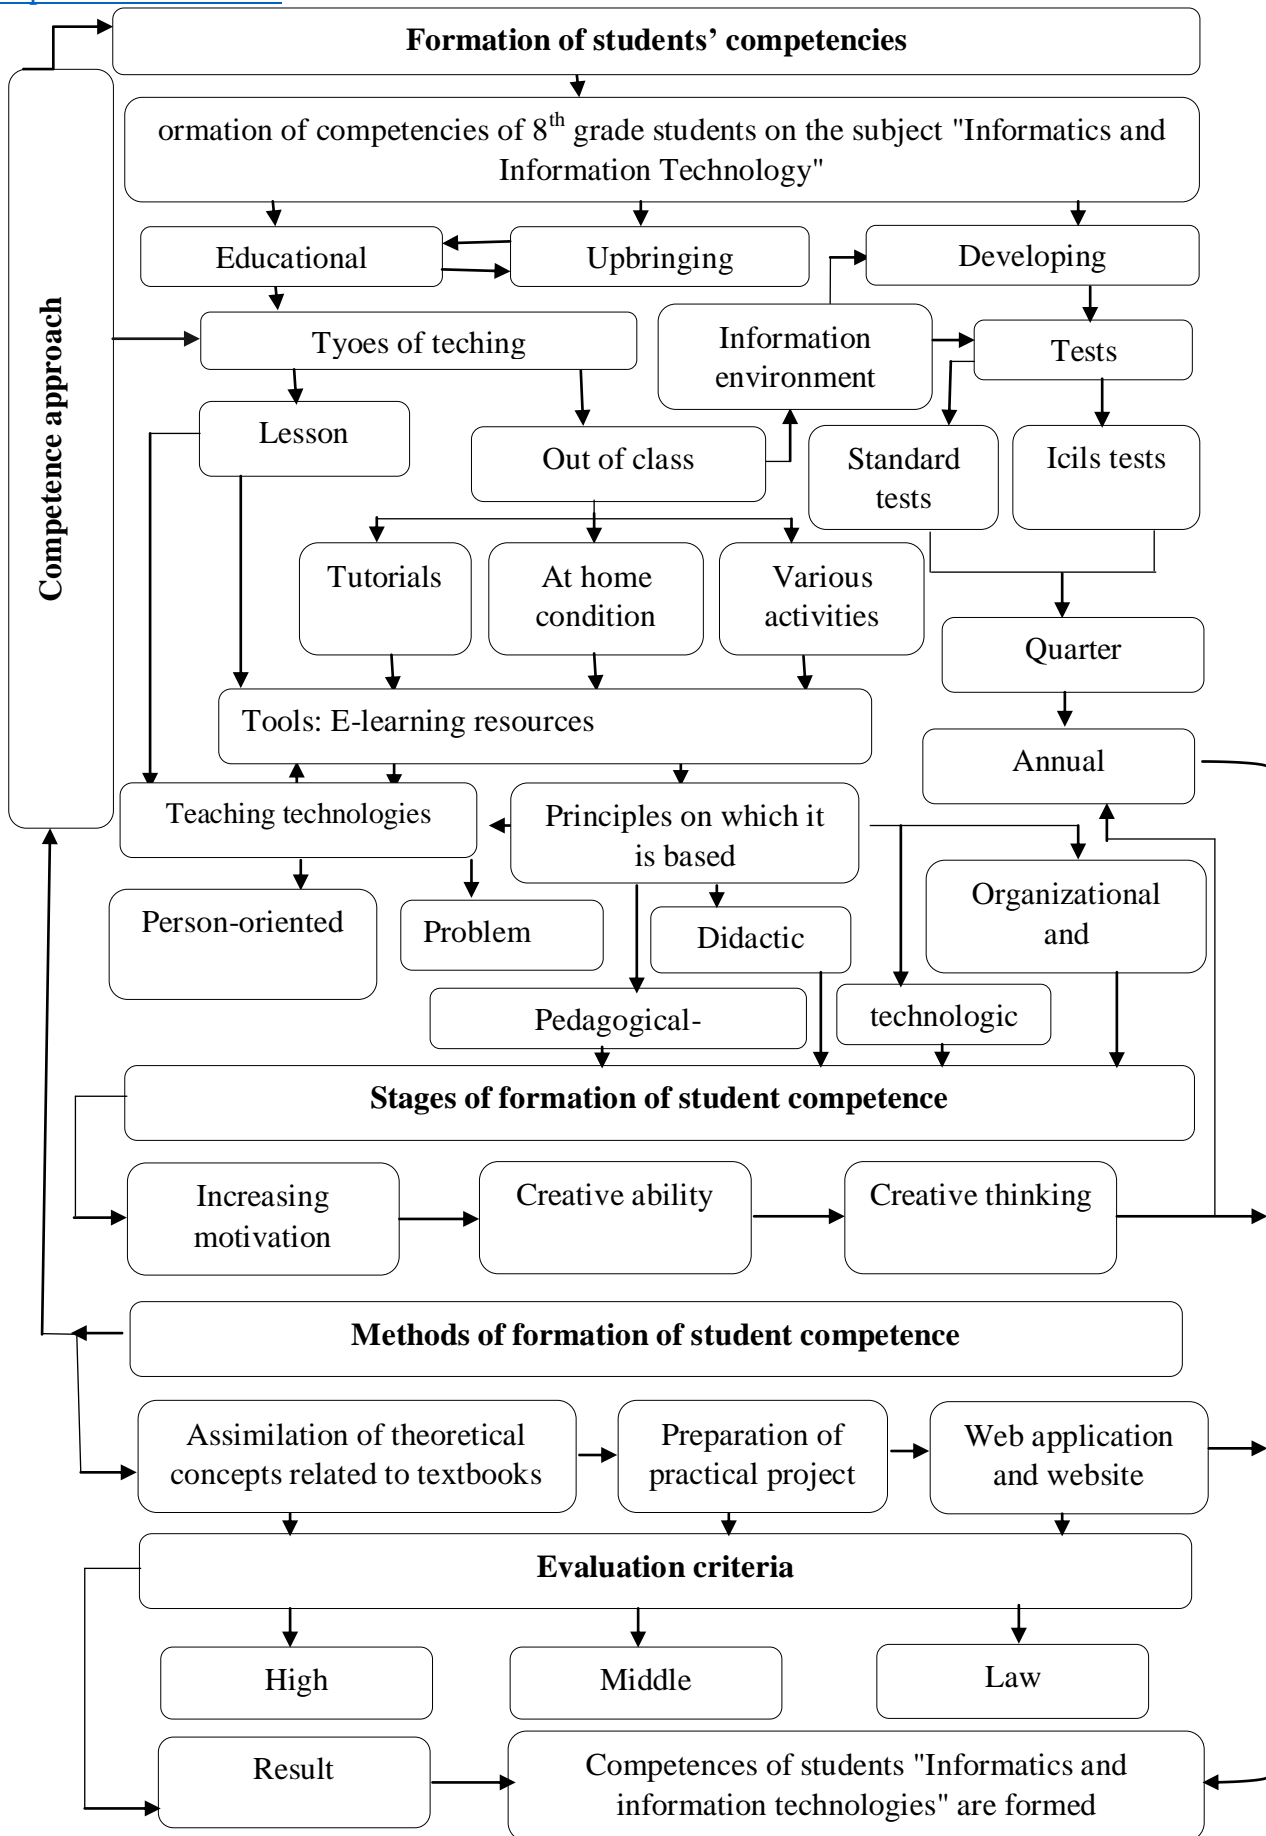 Formation of students’ competencies
ormation of competencies of 8th grade students on the subject "Informatics and
Information Technology"
Competence approach
Educational
Upbringing
Developing
Tyoes of teching
Information
environment
Tests
Lesson
Out of class
Standard
tests
Icils tests
Tutorials
At home
condition
Various
activities
Quarter
Tools: E-learning resources
Annual
Teaching technologies
Principles on which it
is based
Organizational
and
Person-oriented
Problem
Didactic
Pedagogical-
technologic
Stages of formation of student competence
Increasing
motivation
Creative ability
Creative thinking
Methods of formation of student competence
Assimilation of theoretical
concepts related to textbooks
Preparation of
practical project
Web application
and website
Evaluation criteria
High
Middle
Law
Result
Competences of students "Informatics and
information technologies" are formed